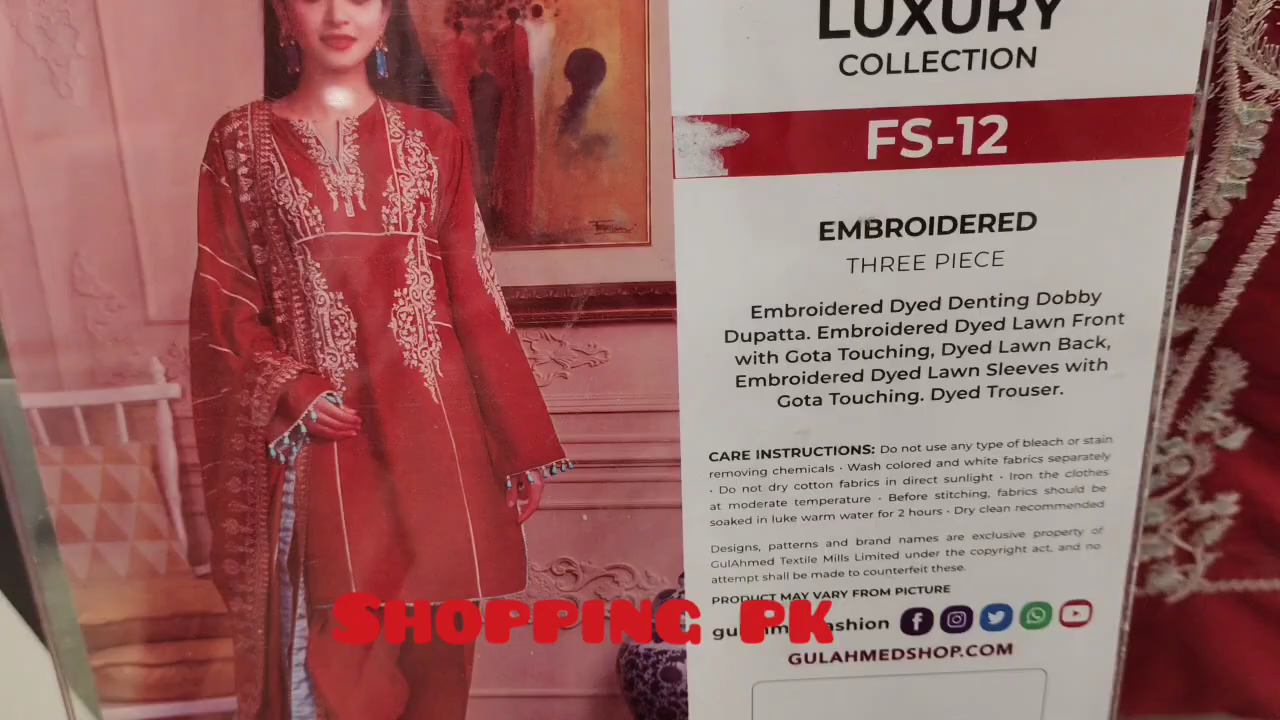 LUXURY
COLLECTION
FS-12
EMBROIDERED
THREE PIECE
Embroidered Dyed Denting Dobby
Dupatta. Embroidered Dyed Lawn Front
with Gota Touching, Dyed Lawn Back,
Embroidered Dyed Lawn Sleeves with
Gota Touching. Dyed Trouser.
CARE INSTRUCTIONS: Do not use any type of bleach or stain
removing chemicals · Wash colored and white fabrics separately
· Do not dry cotton fabrics in direct sunlight · Iron the clothes
at moderate temperature · Before stitching, fabrics should be
soaked in luke warm water for 2 hours · Dry clean recommended
Designs, patterns and brand names are exclusive property of
GulAhmed Textile Mills Limited under the copyright act, and no
attempt shall be made to counterfeit these.
PRODUCT MAY VARY FROM PICTURE
SHOPPING PK
GULAHMEDSHOP.COM